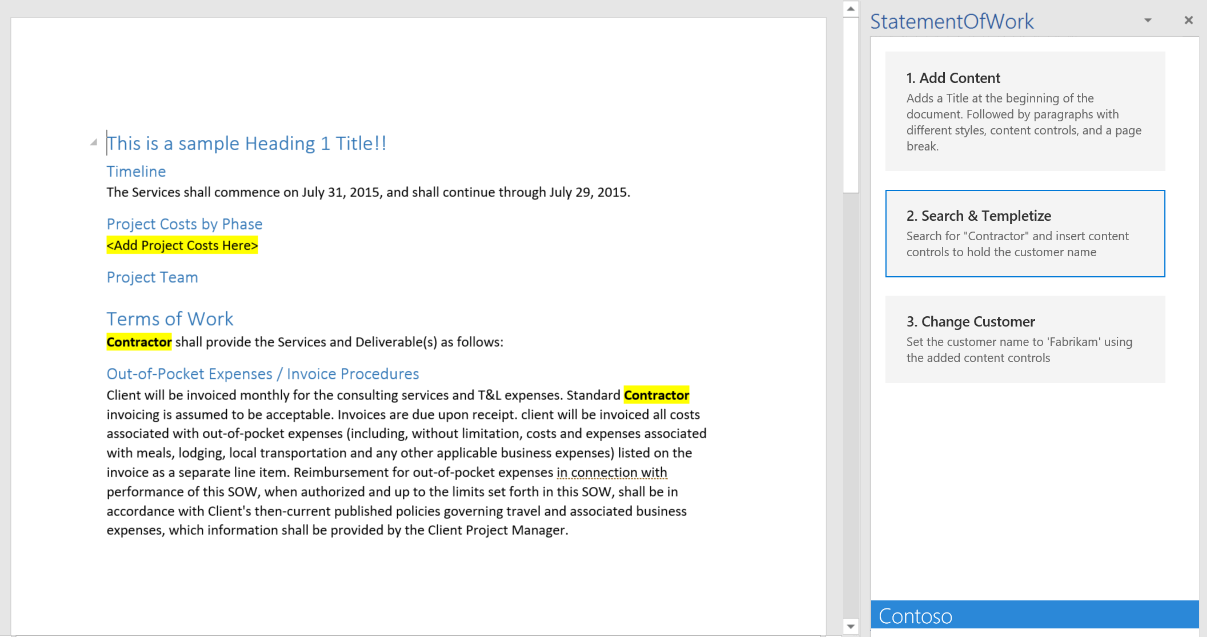 This is a sample Heading 1 Title!!
Timeline
The Services shall commence on July 31, 2015, and shall continue through July 29, 2015.
Project Costs by Phase
<Add Project Costs Here>
Project Team
Terms of Work
Contractor shall provide the Services and Deliverable(s) as follows:
Out-of-Pocket Expenses / Invoice Procedures
Client will be invoiced monthly for the consulting services and T&L expenses. Standard Contractor
invoicing is assumed to be acceptable. Invoices are due upon receipt. client will be invoiced all costs
associated with out-of-pocket expenses (including, without limitation, costs and expenses associated
with meals, lodging, local transportation and any other applicable business expenses) listed on the
invoice as a separate line item. Reimbursement for out-of-pocket expenses in connection with
performance of this SOW, when authorized and up to the limits set forth in this SOW, shall be in
accordance with Client's then-current published policies governing travel and associated business
expenses, which information shall be provided by the Client Project Manager.
StatementOfWork
1. Add Content
Adds a Title at the beginning of the
document. Followed by paragraphs with
different styles, content controls, and a page
break.
2. Search & Templetize
Search for "Contractor" and insert content
controls to hold the customer name
3. Change Customer
Set the customer name to 'Fabrikam' using
the added content controls
Contoso